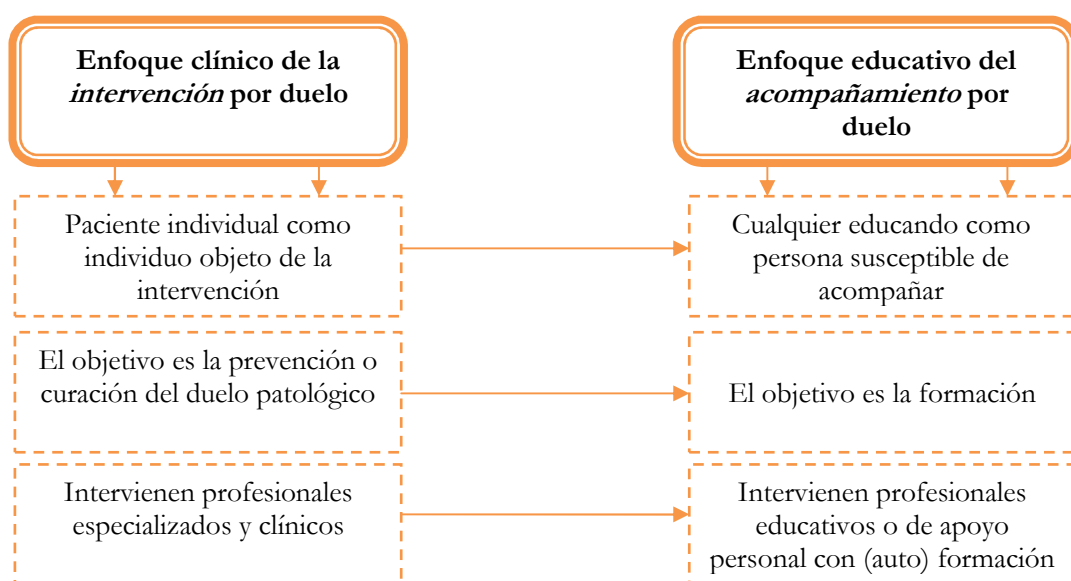 Enfoque clínico de la
intervención por duelo
Enfoque educativo del
acompañamiento por
duelo
Paciente individual como
individuo objeto de la
intervención
Cualquier educando como
persona susceptible de
acompañar
El objetivo es la prevención o
curación del duelo patológico
El objetivo es la formación
Intervienen profesionales
especializados y clínicos
Intervienen profesionales
educativos o de apoyo
personal con (auto) formación